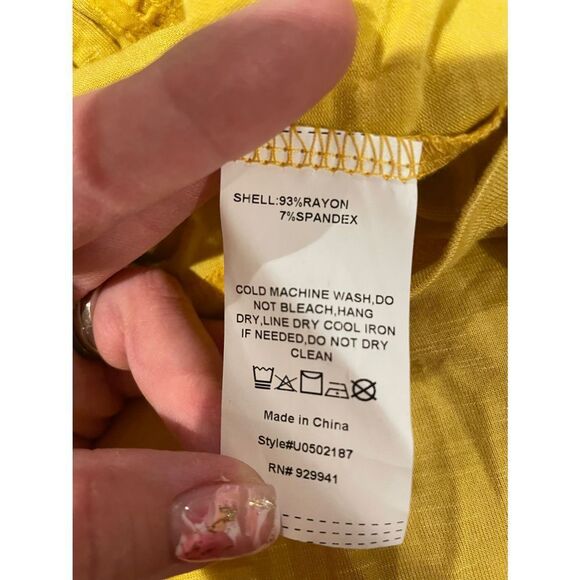 SHELL:93%RAYON
7%SPANDEX
COLD MACHINE WASH,DO
NOT BLEACH,HANG
DRY,LINE DRY COOL IRON
IF NEEDED,DO NOT DRY
CLEAN
Made in China
Style#U0502187
RN# 929941